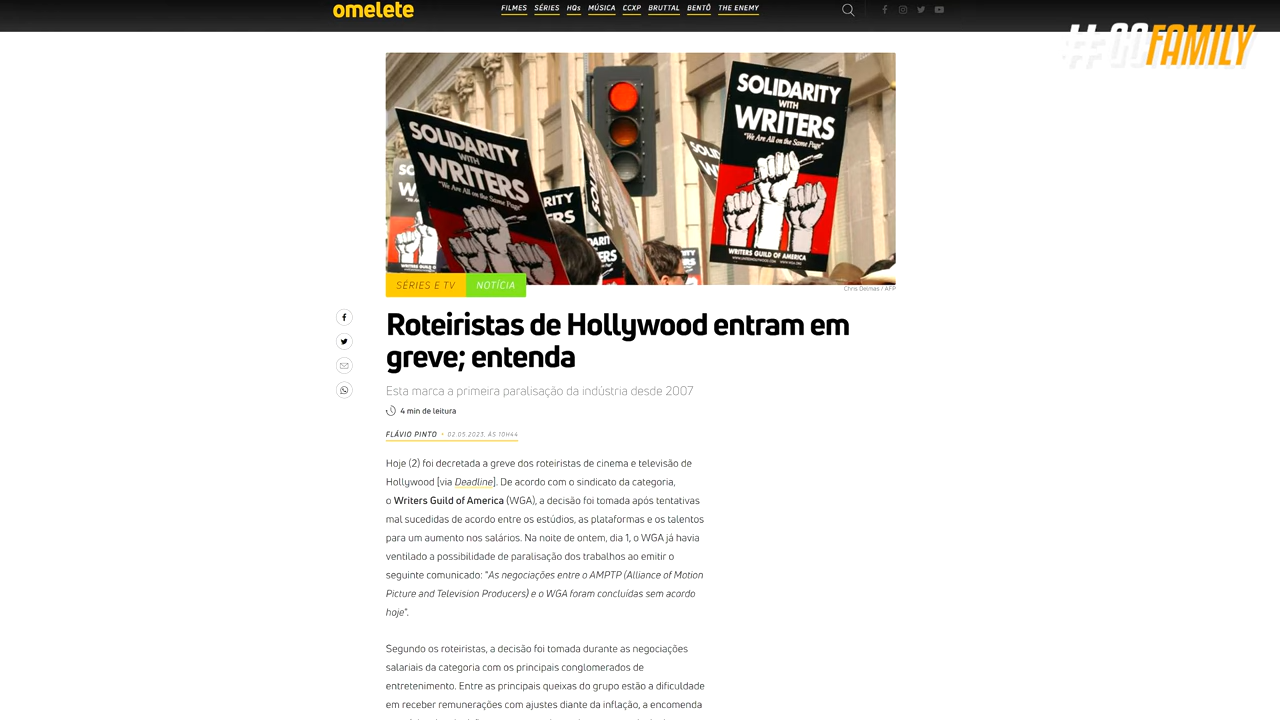 omelete
FILMES SÉRIES HQs MÚSICA CCXP BRUTTAL BENTÔ THE ENEMY
#GGFAMILY
SOLIDARITY
WITH
WRITERS
"We Are All on the Same Page"
SOLIDARITY
WITH
WRITERS
"We Are All on the Same Page"
WRITERS GUILD OF AMERICA
SÉRIES E TV NOTÍCIA
Roteiristas de Hollywood entram em
greve; entenda
Esta marca a primeira paralisação da indústria desde 2007
4 min de leitura
FLÁVIO PINTO • 02.05.2023, ÀS 10H44
Hoje (2) foi decretada a greve dos roteiristas de cinema e televisão de
Hollywood [via Deadline]. De acordo com o sindicato da categoria,
o Writers Guild of America (WGA), a decisão foi tomada após tentativas
mal sucedidas de acordo entre os estúdios, as plataformas e os talentos
para um aumento nos salários. Na noite de ontem, dia 1, o WGA já havia
ventilado a possibilidade de paralisação dos trabalhos ao emitir o
seguinte comunicado: "As negociações entre o AMPTP (Alliance of Motion
Picture and Television Producers) e o WGA foram concluídas sem acordo
hoje".
Segundo os roteiristas, a decisão foi tomada durante as negociações
salariais da categoria com os principais conglomerados de
entretenimento. Entre as principais queixas do grupo estão a dificuldade
em receber remunerações com ajustes diante da inflação, a encomenda